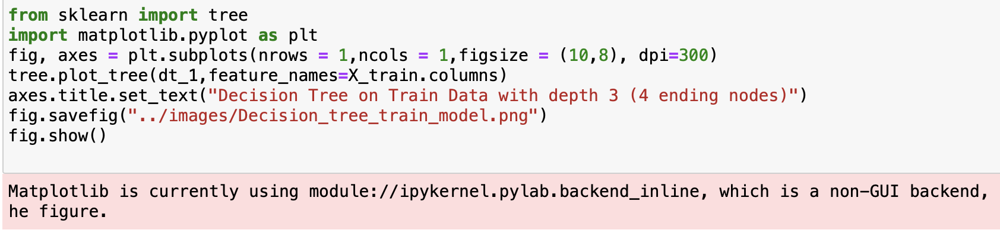 from sklearn import tree
import matplotlib.pyplot as plt
fig, axes = plt.subplots(nrows = 1,ncols = 1,figsize = (10,8), dpi=300)
tree.plot_tree(dt_1,feature_names=X_train.columns)
axes.title.set_text("Decision Tree on Train Data with depth 3 (4 ending nodes)")
fig.savefig("../images/Decision_tree_train_model.png")
fig.show()
Matplotlib is currently using module://ipykernel.pylab.backend_inline, which is a non-GUI backend,
he figure.